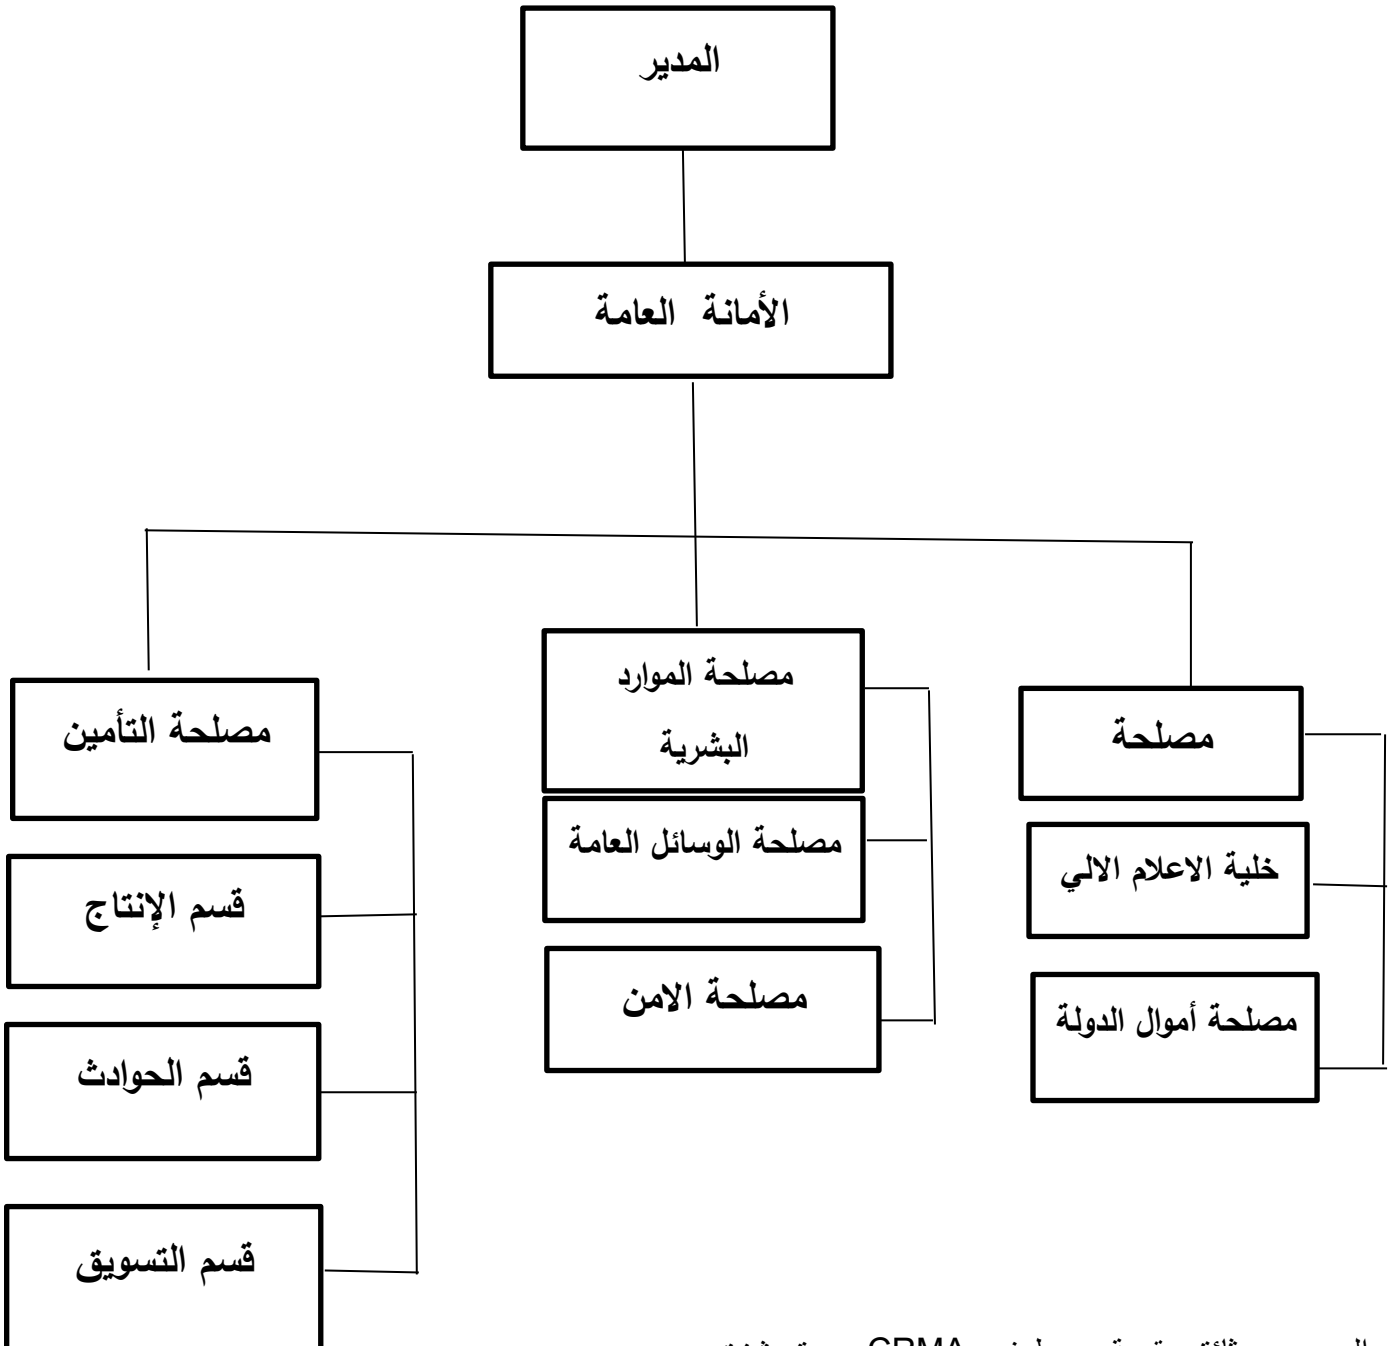 المدير
الأمانة العامة
مصلحة
خلية الاعلام الالي
مصلحة أموال الدولة
مصلحة الموارد
البشرية
مصلحة الوسائل العامة
مصلحة الامن
مصلحة التأمين
قسم الإنتاج
قسم الحوادث
قسم التسويق
CRMA